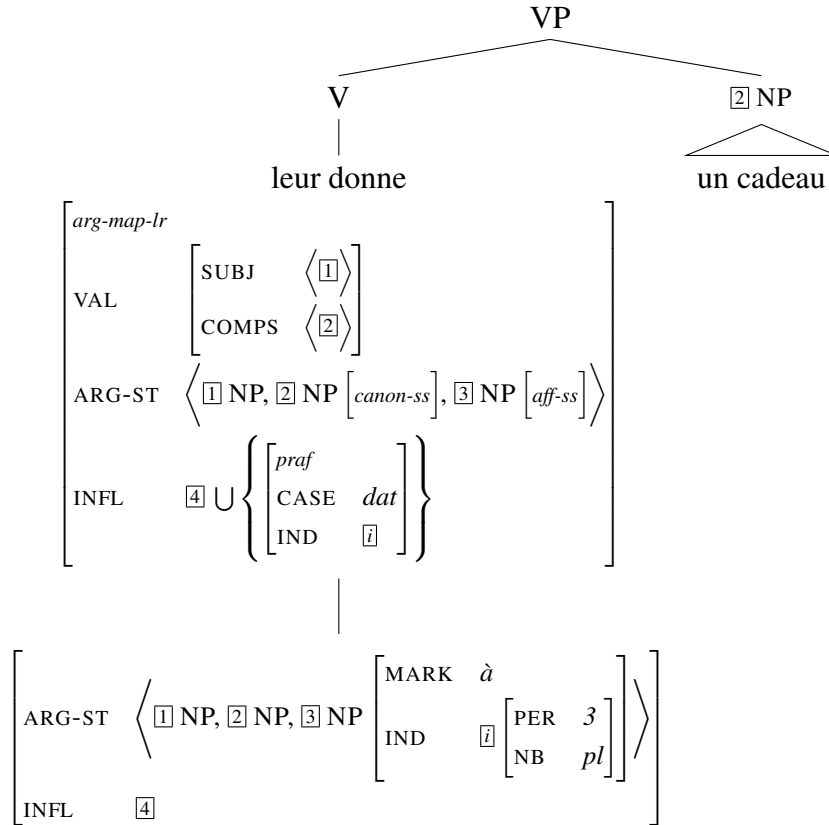 VP
V 2 NP
leur donne un cadeau
arg-map-lr
VAL SUBJ ⟨1⟩
COMPS ⟨2⟩
ARG-ST ⟨1 NP, 2 NP [canon-ss], 3 NP [aff-ss]⟩
INFL 4 ∪ {[praf
CASE dat
IND i]}
ARG-ST ⟨1 NP, 2 NP, 3 NP [MARK à
IND i [PER 3
NB pl]]⟩
INFL 4